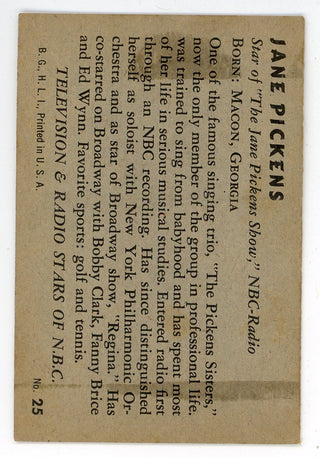 JANE PICKENS
Star of "The Jane Pickens Show," NBC-Radio
BORN: MACON, GEORGIA
One of the famous singing trio, "The Pickens Sisters,"
now the only member of the group in professional life.
was trained to sing from babyhood and has spent most
of her life in serious musical studies. Entered radio first
through an NBC recording. Has since distinguished
herself as soloist with New York Philharmonic Or-
chestra and as star of Broadway show, "Regina." Has
co-starred on Broadway with Bobby Clark, Fanny Brice
and Ed Wynn. Favorite sports: golf and tennis.
TELEVISION & RADIO STARS OF N.B.C.
B. G., H. L. I., Printed in U. S. A. No. 25